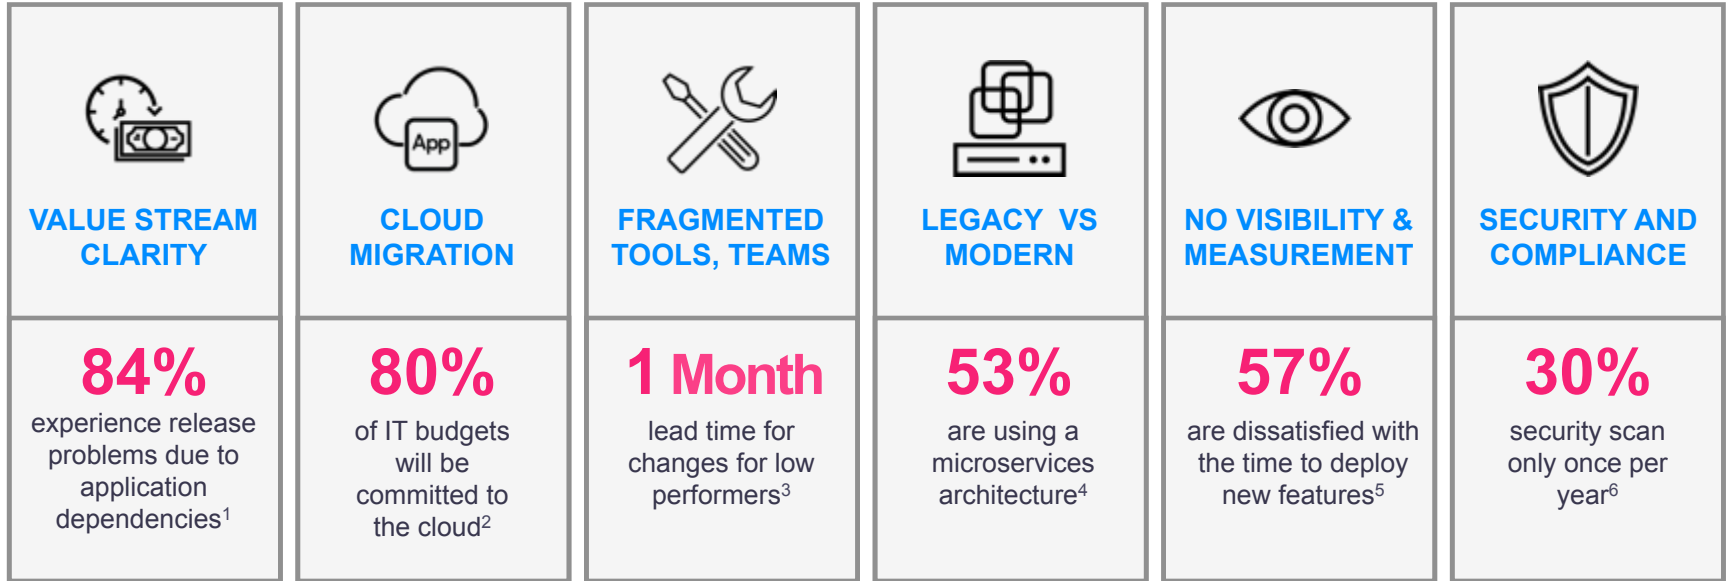 App
VALUE STREAM
CLARITY
84%
experience release
problems due to
application
dependencies1
CLOUD
MIGRATION
80%
of IT budgets
will be
committed to
the cloud2
FRAGMENTED
TOOLS, TEAMS
1 Month
lead time for
changes for low
performers3
LEGACY VS
MODERN
53%
are using a
microservices
architecture4
NO VISIBILITY &
MEASUREMENT
57%
are dissatisfied with
the time to deploy
new features5
SECURITY AND
COMPLIANCE
30%
security scan
only once per
year6